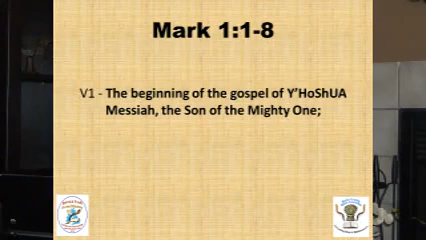 Mark 1:1-8
V1 - The beginning of the gospel of Y'HoShUA
Messiah, the Son of the Mighty One;